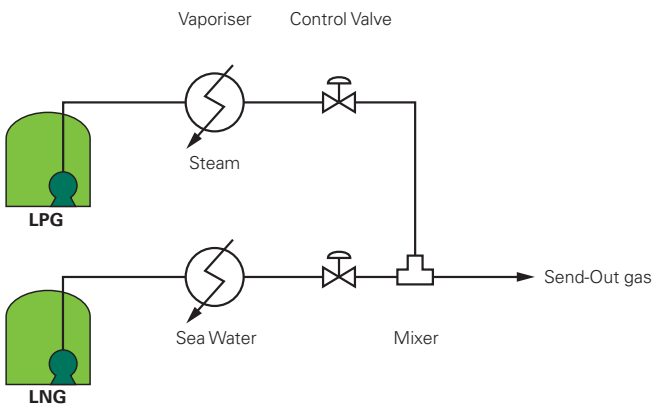 Vaporiser
Control Valve
Steam
LPG
Send-Out gas
Sea Water
Mixer
LNG